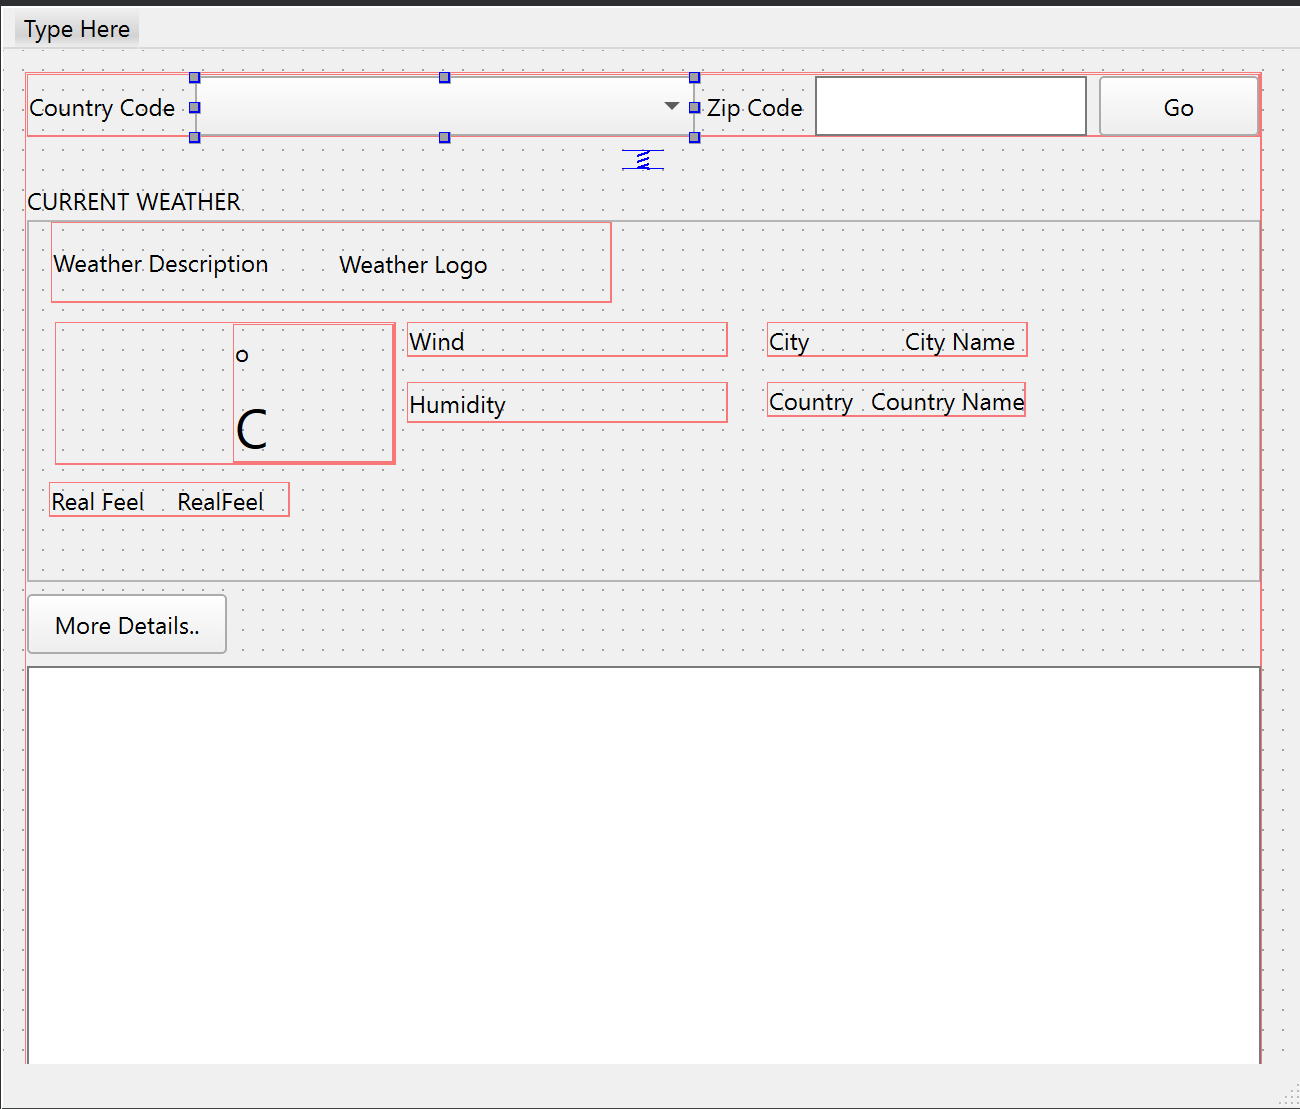 Type Here
Country Code Zip Code Go
CURRENT WEATHER
Weather Description Weather Logo
o
Wind City City Name
C
Humidity Country Country Name
Real Feel RealFeel
More Details..